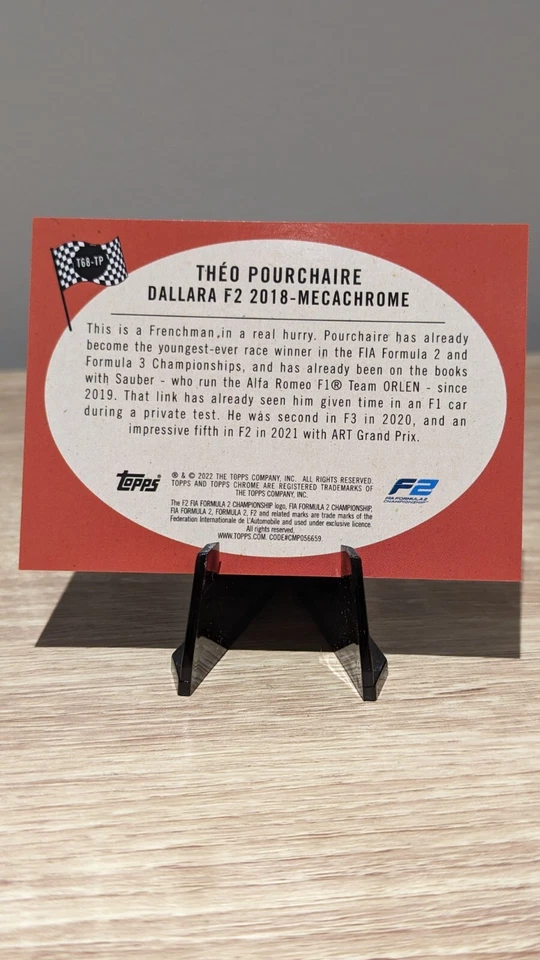 T68-TP
THÉO POURCHAIRE
DALLARA F2 2018-MECACHROME
This is a Frenchman in a real hurry. Pourchaire has already
become the youngest-ever race winner in the FIA Formula 2 and
Formula 3 Championships, and has already been on the books
with Sauber - who run the Alfa Romeo F1® Team ORLEN - since
2019. That link has already seen him given time in an F1 car
during a private test. He was second in F3 in 2020, and an
impressive fifth in F2 in 2021 with ART Grand Prix.
Topps
® & © 2022 THE TOPPS COMPANY, INC. ALL RIGHTS RESERVED.
TOPPS AND TOPPS CHROME ARE REGISTERED TRADEMARKS OF
THE TOPPS COMPANY, INC.
The F2 FIA FORMULA 2 CHAMPIONSHIP logo, FIA FORMULA 2 CHAMPIONSHIP,
FIA FORMULA 2, FORMULA 2, F2 and related marks are trade marks of the
Federation Internationale de L'Automobile and used under exclusive licence.
All rights reserved.
WWW.TOPPS.COM. CODE#CMP056659
F2
FIA FORMULA 2
CHAMPIONSHIP